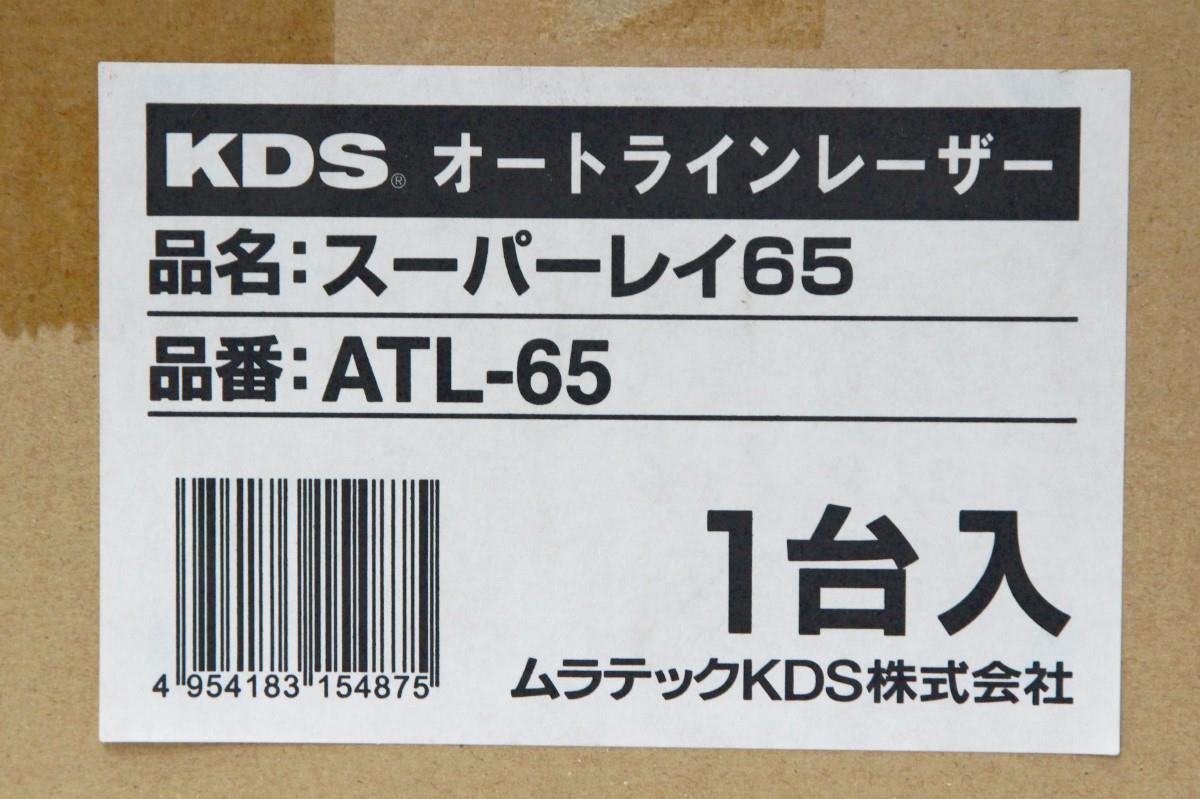 KDS® オートラインレーザー
品名：スーパーレイ65
品番：ATL-65
1台入
4 954183 154875
ムラテックKDS株式会社